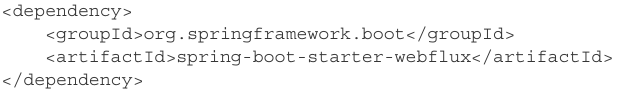 <dependency>
    <groupId>org.springframework.boot</groupId>
    <artifactId>spring-boot-starter-webflux</artifactId>
</dependency>